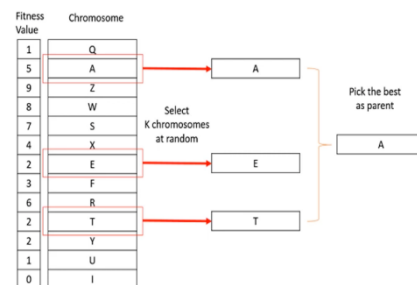 Fitness
Value
Chromosome
1 Q
5 A
9 Z
8 W
7 S
4 X
2 E
3 F
6 R
2 T
2 Y
1 U
0 I
Select
K chromosomes
at random
A
E
T
Pick the best
as parent
A